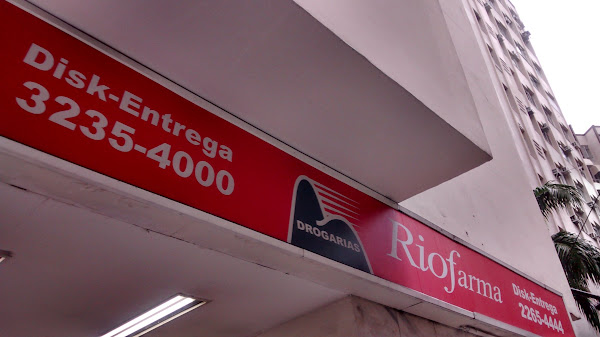 Disk-Entrega
3235-4000
DROGARIAS
Riofarma
Disk-Entrega
2265-4444